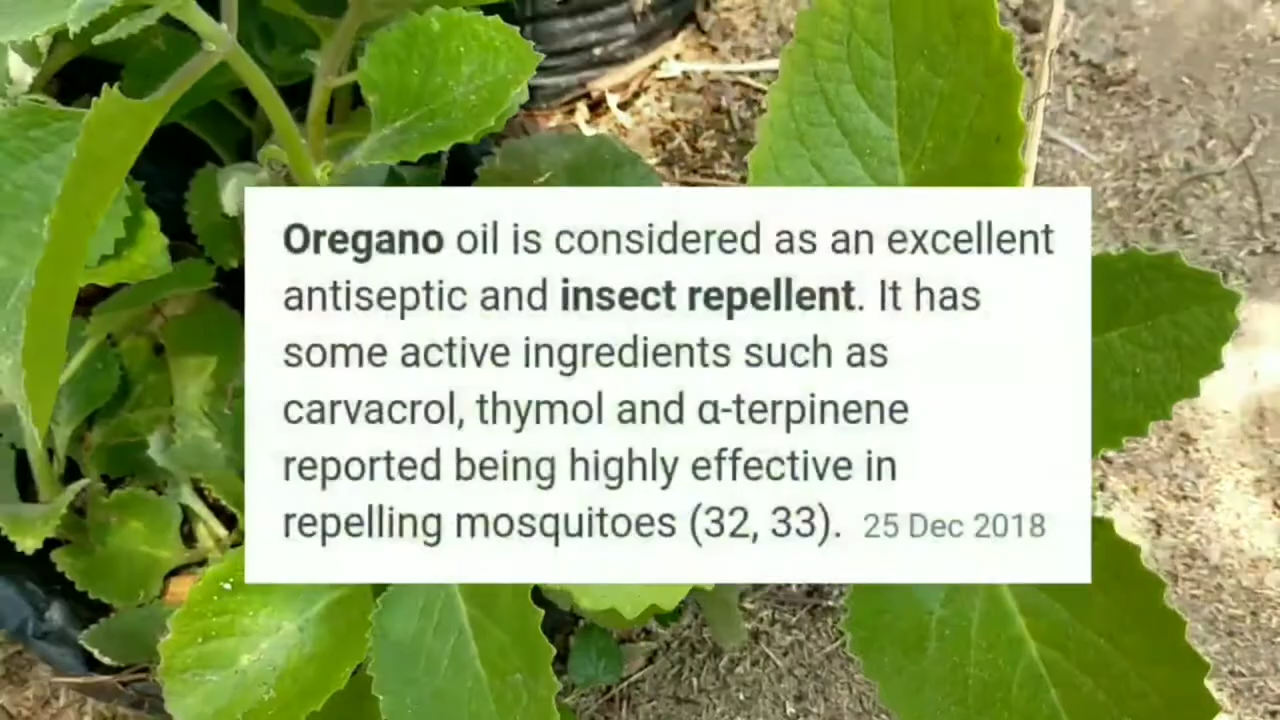 Oregano oil is considered as an excellent
antiseptic and insect repellent. It has
some active ingredients such as
carvacrol, thymol and α-terpinene
reported being highly effective in
repelling mosquitoes (32, 33). 25 Dec 2018